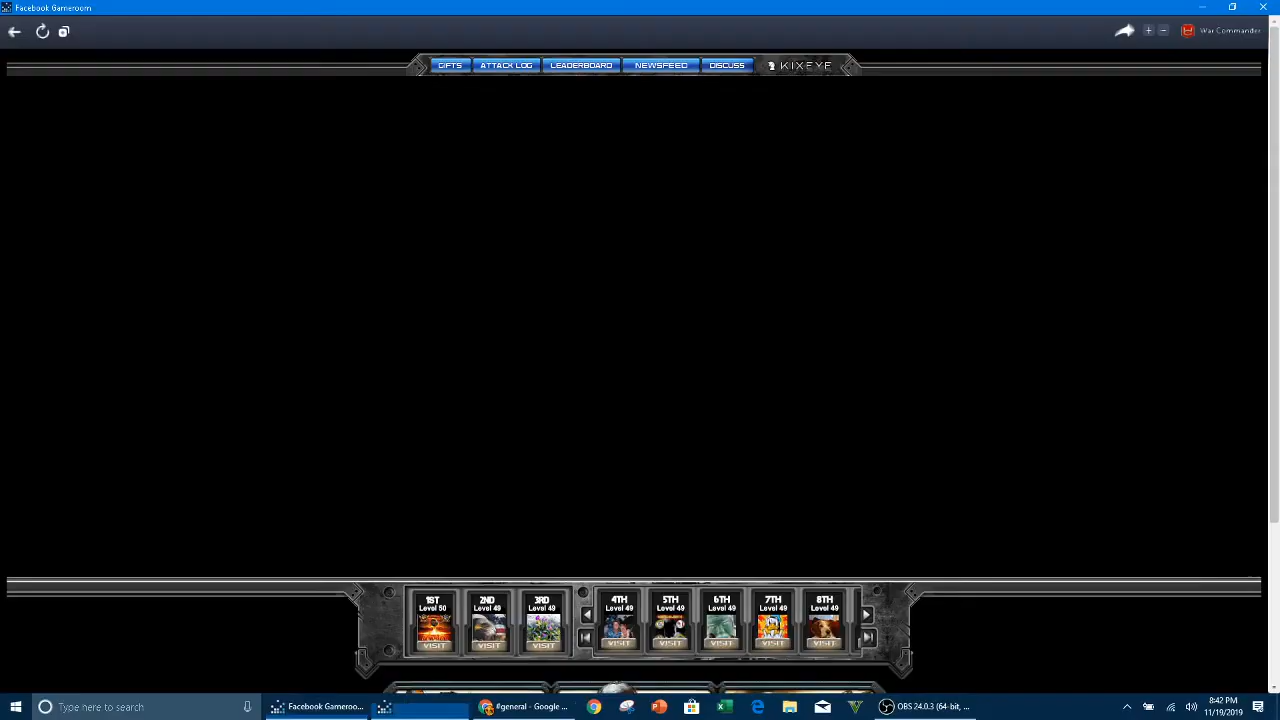 Facebook Gameroom
War Commander
GIFTS ATTACK LOG LEADERBOARD NEWSFEED DISCUSS KIXEYE
1ST 2ND 3RD 4TH 5TH 6TH 7TH 8TH
Level 50 Level 49 Level 49 Level 49 Level 49 Level 49 Level 49 Level 49
VISIT VISIT VISIT VISIT VISIT VISIT VISIT VISIT
Type here to search
Facebook Gameroo...
#general - Google ...
OBS 24.0.3 (64-bit, ...
8:42 PM
11/19/2019